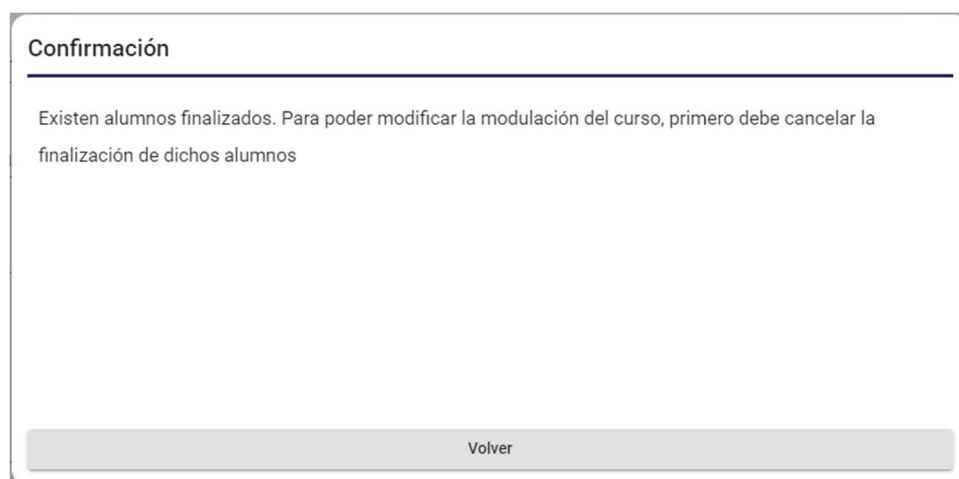 Confirmación
Existen alumnos finalizados. Para poder modificar la modulación del curso, primero debe cancelar la
finalización de dichos alumnos
Volver